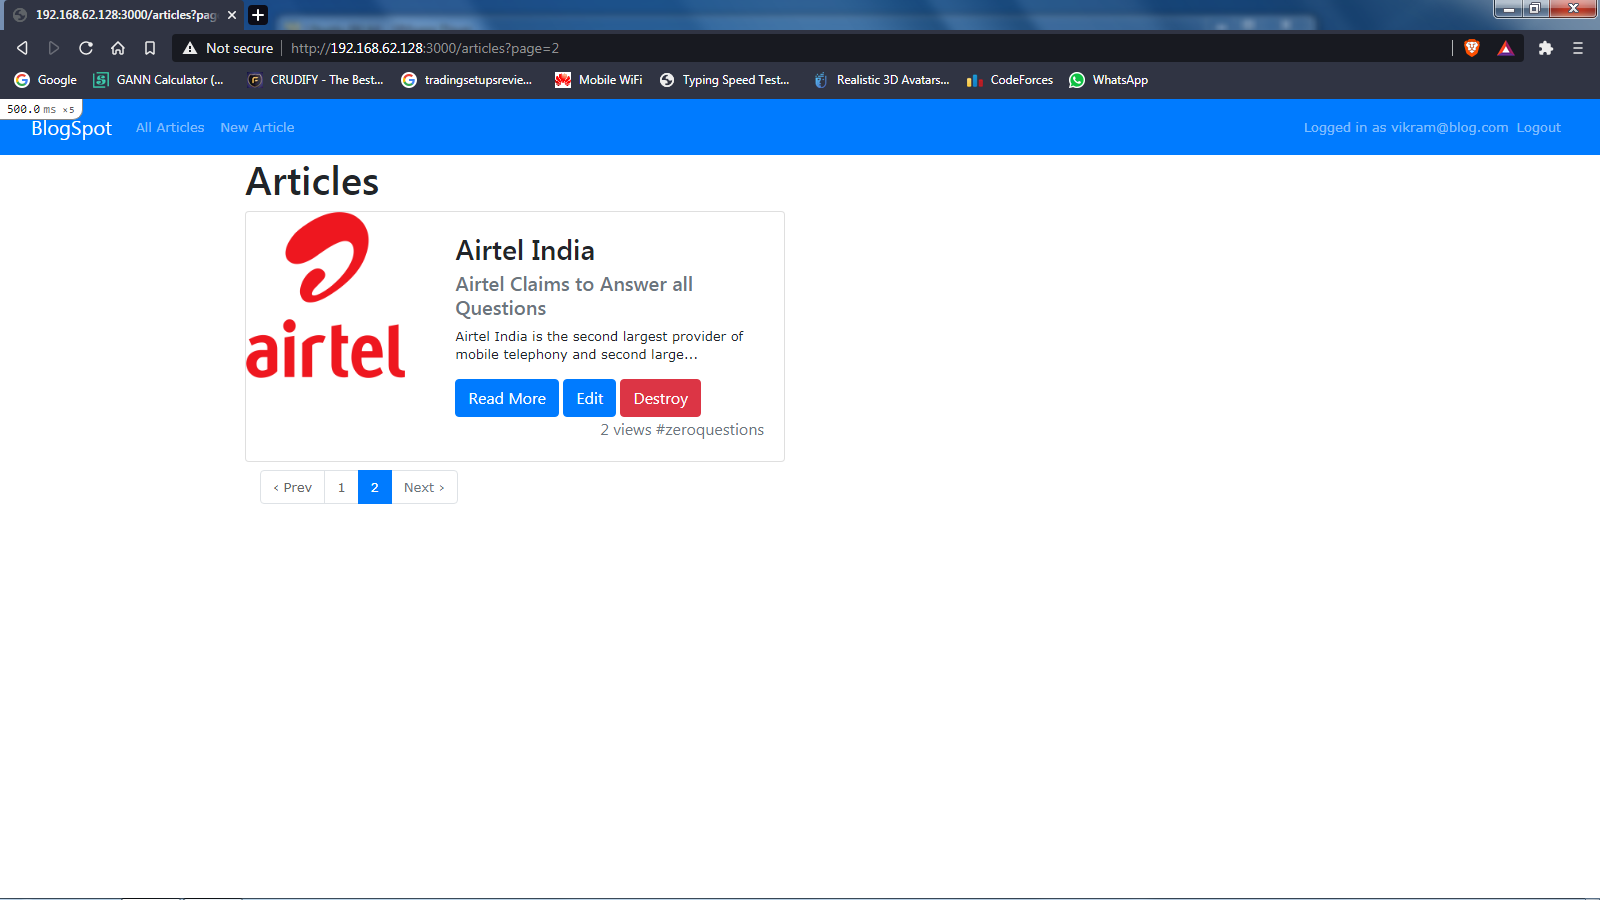 192.168.62.128:3000/articles?pag
Not secure http://192.168.62.128:3000/articles?page=2
Google GANN Calculator (... CRUDIFY - The Best... tradingsetupsrevie... Mobile WiFi Typing Speed Test... Realistic 3D Avatars... CodeForces WhatsApp
500.0 ms ×5
BlogSpot All Articles New Article Logged in as vikram@blog.com Logout
Articles
airtel
Airtel India
Airtel Claims to Answer all
Questions
Airtel India is the second largest provider of
mobile telephony and second large...
Read More Edit Destroy
2 views #zeroquestions
‹ Prev 1 2 Next ›